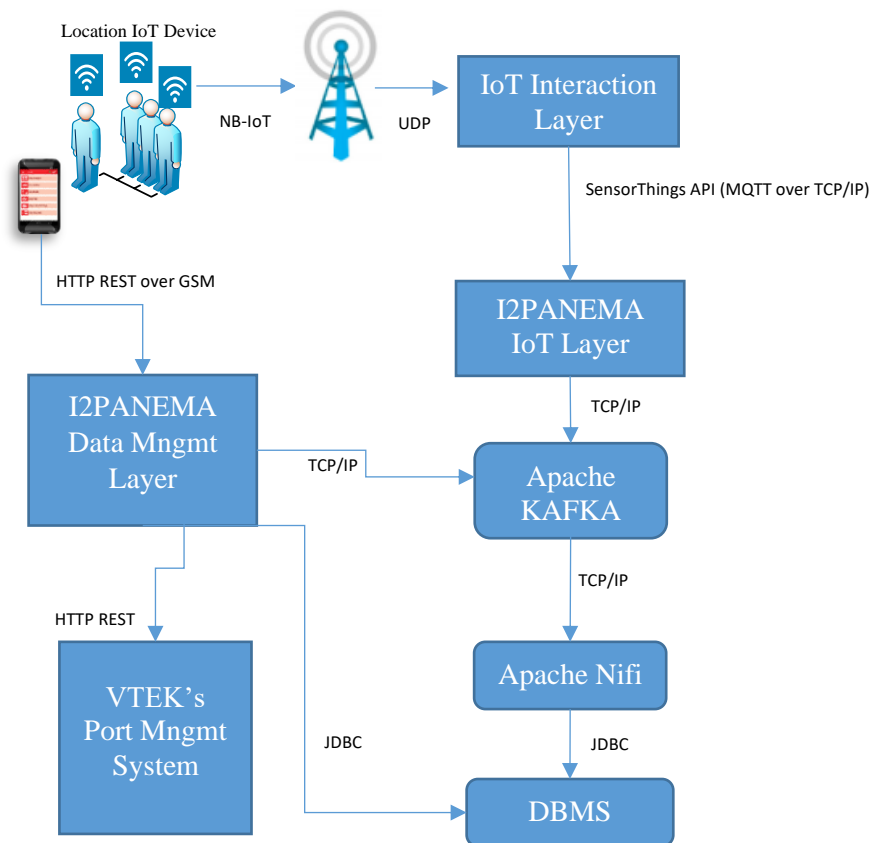 Location IoT Device
NB-IoT
UDP
IoT Interaction
Layer
SensorThings API (MQTT over TCP/IP)
HTTP REST over GSM
I2PANEMA
IoT Layer
TCP/IP
I2PANEMA
Data Mngmt
Layer
TCP/IP
Apache
KAFKA
TCP/IP
HTTP REST
VTEK’s
Port Mngmt
System
Apache Nifi
JDBC
JDBC
DBMS